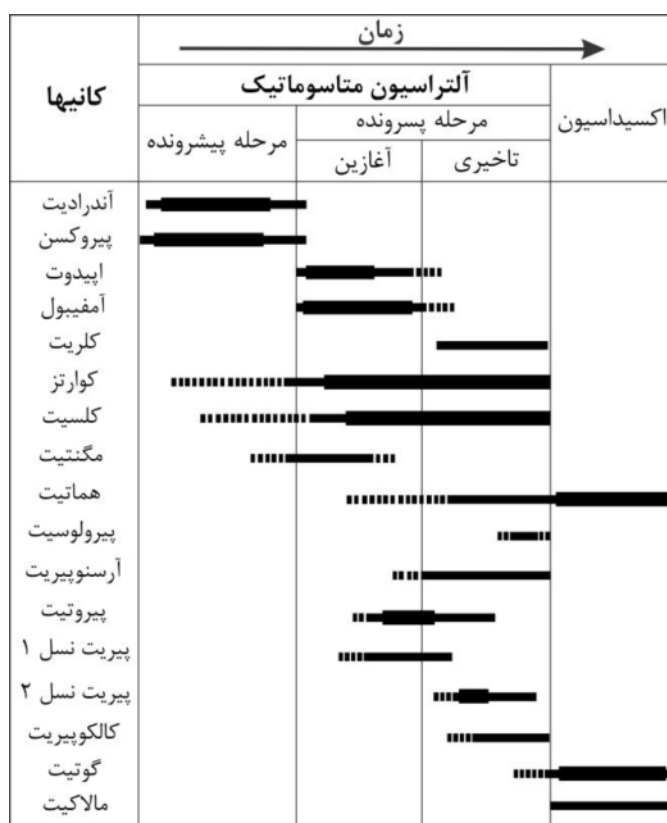 زمان
کانیها
آلتراسیون متاسوماتیک
اکسیداسیون
مرحله پیشرونده
مرحله پسرونده
آغازین
تاخیری
آندرادیت
پیروکسن
اپیدوت
آمفیبول
کلریت
کوارتز
کلسیت
مگنتیت
هماتیت
پیرولوسیت
آرسنوپیریت
پیروتیت
پیریت نسل ۱
پیریت نسل ۲
کالکوپیریت
گوتیت
مالاکیت